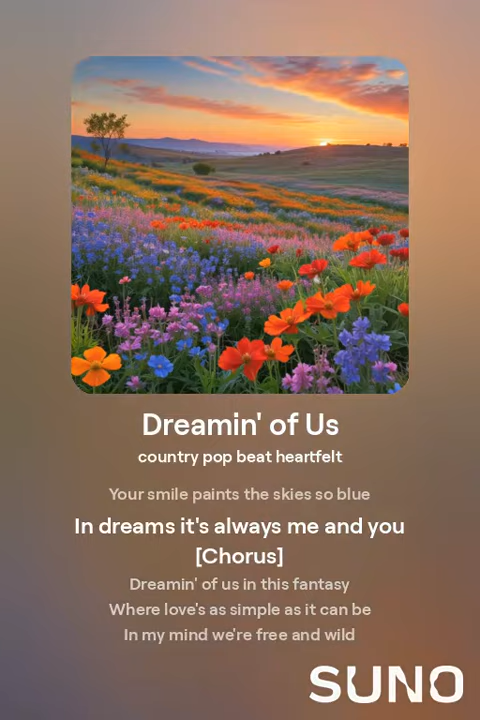 Dreamin' of Us
country pop beat heartfelt
Your smile paints the skies so blue
In dreams it's always me and you
[Chorus]
Dreamin' of us in this fantasy
Where love's as simple as it can be
In my mind we're free and wild
SUNO